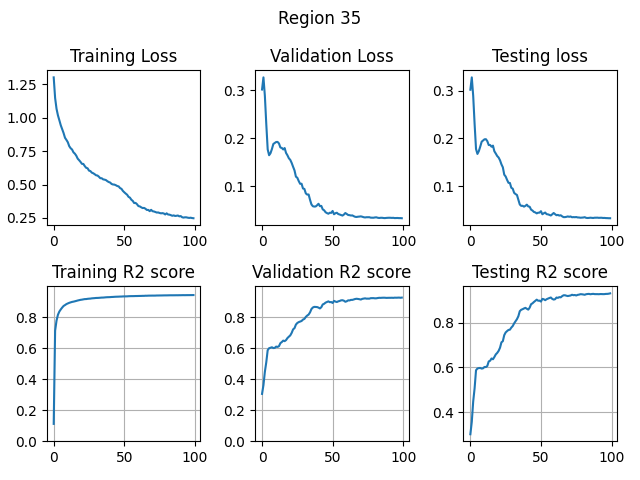 Region 35
Training Loss
Validation Loss
Testing loss
1.25
1.00
0.75
0.50
0.25
0 50 100
0.3
0.2
0.1
0 50 100
0.3
0.2
0.1
0 50 100
Training R2 score
Validation R2 score
Testing R2 score
0.8
0.6
0.4
0.2
0.0
0 50 100
0.8
0.6
0.4
0.2
0.0
0 50 100
0.8
0.6
0.4
0 50 100